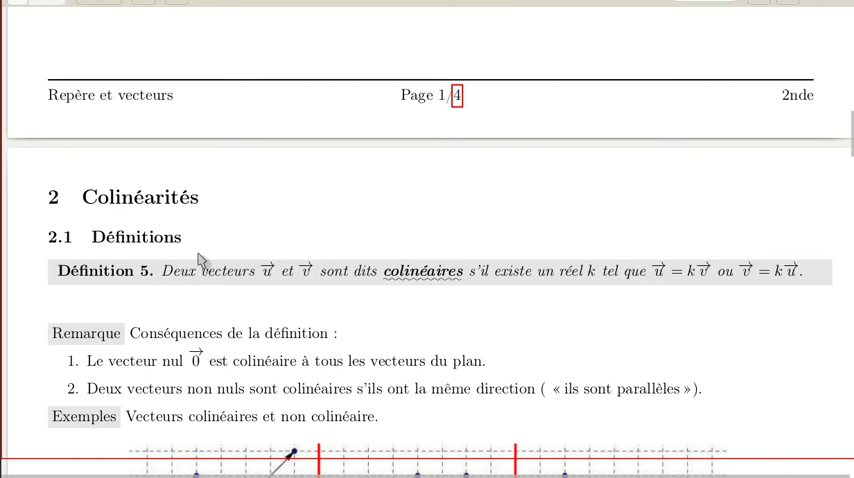 Repère et vecteurs Page 1/4 2nde
2 Colinéarités
2.1 Définitions
Définition 5. Deux vecteurs u⃗ et v⃗ sont dits colinéaires s'il existe un réel k tel que u⃗ = kv⃗ ou v⃗ = ku⃗.
Remarque Conséquences de la définition :
1. Le vecteur nul 0⃗ est colinéaire à tous les vecteurs du plan.
2. Deux vecteurs non nuls sont colinéaires s'ils ont la même direction ( « ils sont parallèles »).
Exemples Vecteurs colinéaires et non colinéaire.